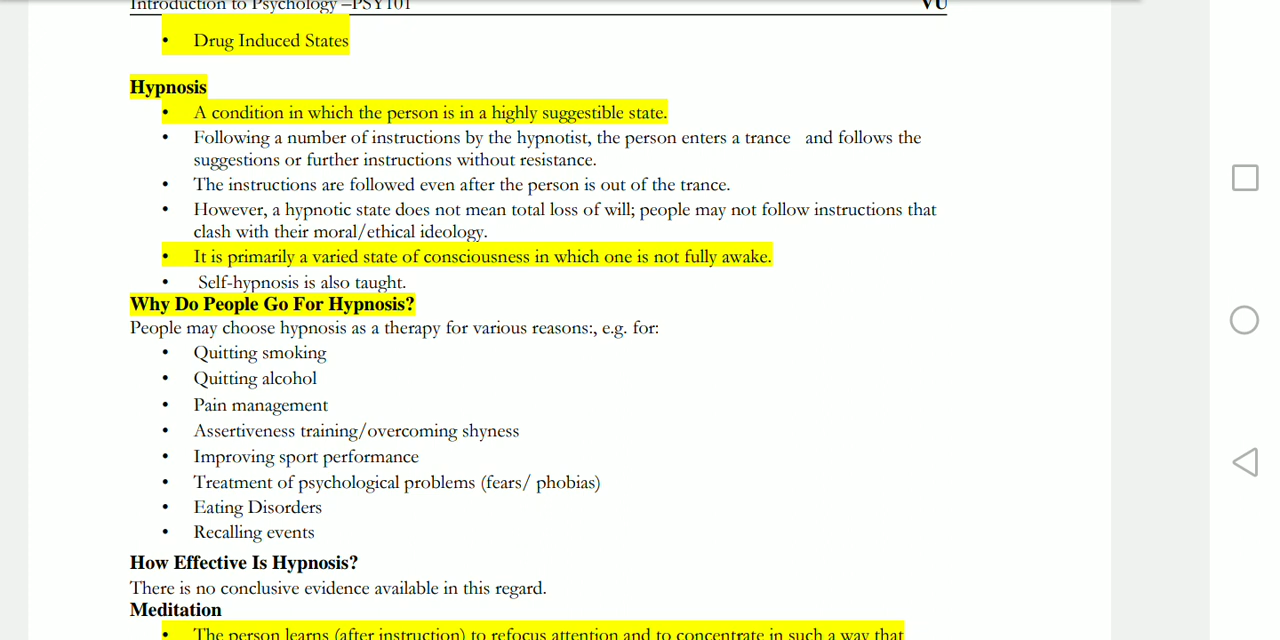 Introduction to Psychology –PSY101 VU
• Drug Induced States
Hypnosis
• A condition in which the person is in a highly suggestible state.
• Following a number of instructions by the hypnotist, the person enters a trance and follows the
suggestions or further instructions without resistance.
• The instructions are followed even after the person is out of the trance.
• However, a hypnotic state does not mean total loss of will; people may not follow instructions that
clash with their moral/ethical ideology.
• It is primarily a varied state of consciousness in which one is not fully awake.
• Self-hypnosis is also taught.
Why Do People Go For Hypnosis?
People may choose hypnosis as a therapy for various reasons:, e.g. for:
• Quitting smoking
• Quitting alcohol
• Pain management
• Assertiveness training/overcoming shyness
• Improving sport performance
• Treatment of psychological problems (fears/ phobias)
• Eating Disorders
• Recalling events
How Effective Is Hypnosis?
There is no conclusive evidence available in this regard.
Meditation
• The person learns (after instruction) to refocus attention and to concentrate in such a way that